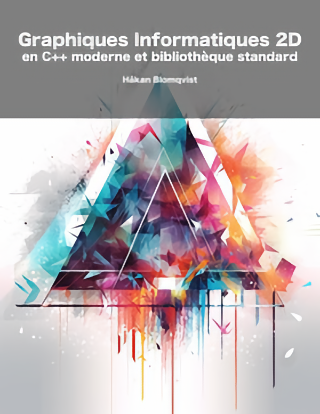 Graphiques Informatiques 2D
en C++ moderne et bibliothèque standard
Håkan Blomqvist